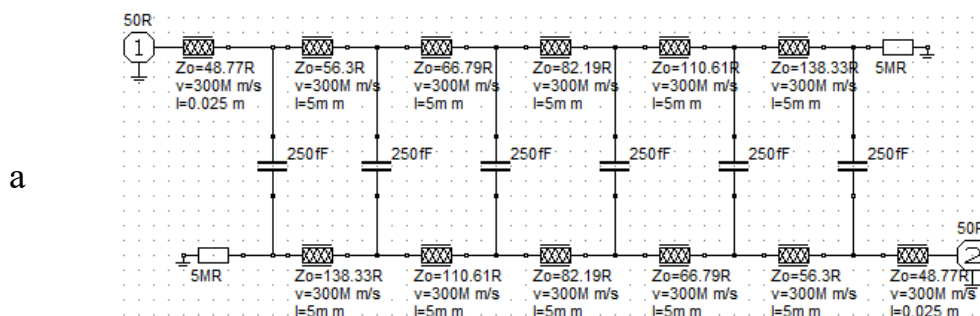 50R
1
Zo=48.77R
v=300M m/s
l=0.025 m
Zo=56.3R
v=300M m/s
l=5m m
Zo=66.79R
v=300M m/s
l=5m m
Zo=82.19R
v=300M m/s
l=5m m
Zo=110.61R
v=300M m/s
l=5m m
Zo=138.33R
v=300M m/s
l=5m m
5MR
a
250fF
250fF
250fF
250fF
250fF
250fF
5MR
Zo=138.33R
v=300M m/s
l=5m m
Zo=110.61R
v=300M m/s
l=5m m
Zo=82.19R
v=300M m/s
l=5m m
Zo=66.79R
v=300M m/s
l=5m m
Zo=56.3R
v=300M m/s
l=5m m
Zo=48.77R
v=300M m/s
l=0.025 m
50R
2